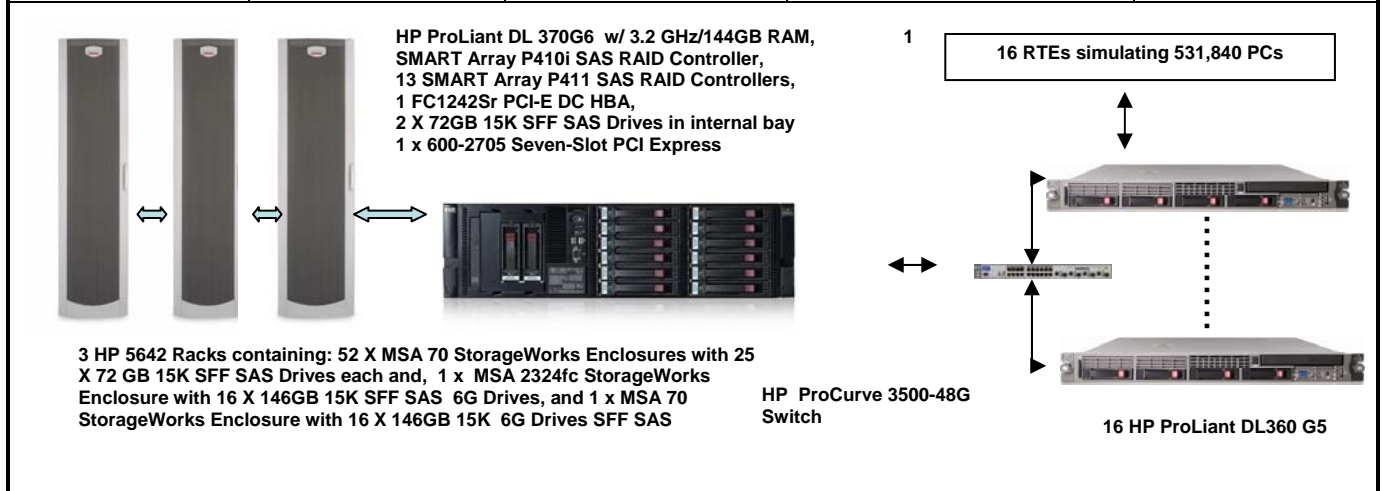 HP ProLiant DL 370G6 w/ 3.2 GHz/144GB RAM,
SMART Array P410i SAS RAID Controller,
13 SMART Array P411 SAS RAID Controllers,
1 FC1242Sr PCI-E DC HBA,
2 X 72GB 15K SFF SAS Drives in internal bay
1 x 600-2705 Seven-Slot PCI Express
1
16 RTEs simulating 531,840 PCs
3 HP 5642 Racks containing: 52 X MSA 70 StorageWorks Enclosures with 25
X 72 GB 15K SFF SAS Drives each and, 1 x MSA 2324fc StorageWorks
Enclosure with 16 X 146GB 15K SFF SAS 6G Drives, and 1 x MSA 70
StorageWorks Enclosure with 16 X 146GB 15K 6G Drives SFF SAS
HP ProCurve 3500-48G
Switch
16 HP ProLiant DL360 G5